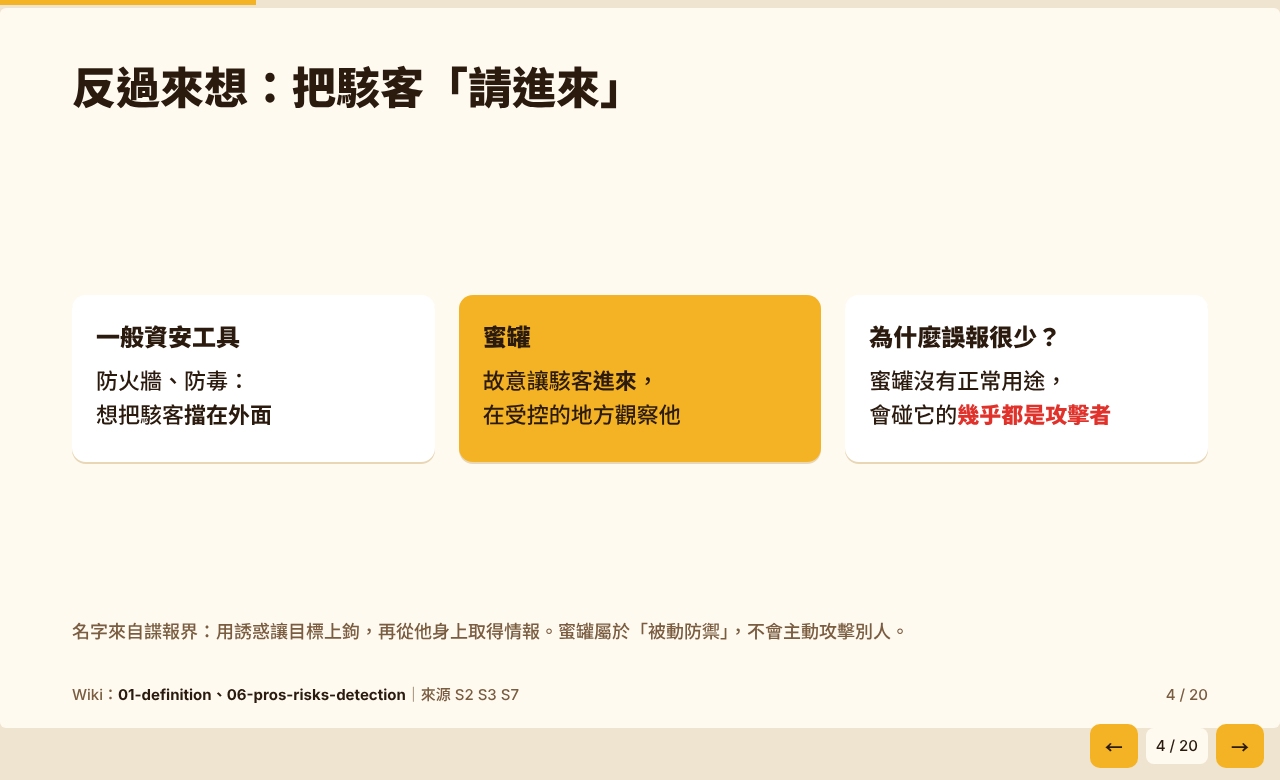 反過來想：把駭客「請進來」
一般資安工具
防火牆、防毒：
想把駭客擋在外面
蜜罐
故意讓駭客進來，
在受控的地方觀察他
為什麼誤報很少？
蜜罐沒有正常用途，
會碰它的幾乎都是攻擊者
名字來自諜報界：用誘惑讓目標上鉤，再從他身上取得情報。蜜罐屬於「被動防禦」，不會主動攻擊別人。
Wiki：01-definition、06-pros-risks-detection｜來源 S2 S3 S7
4 / 20
← 4 / 20 →